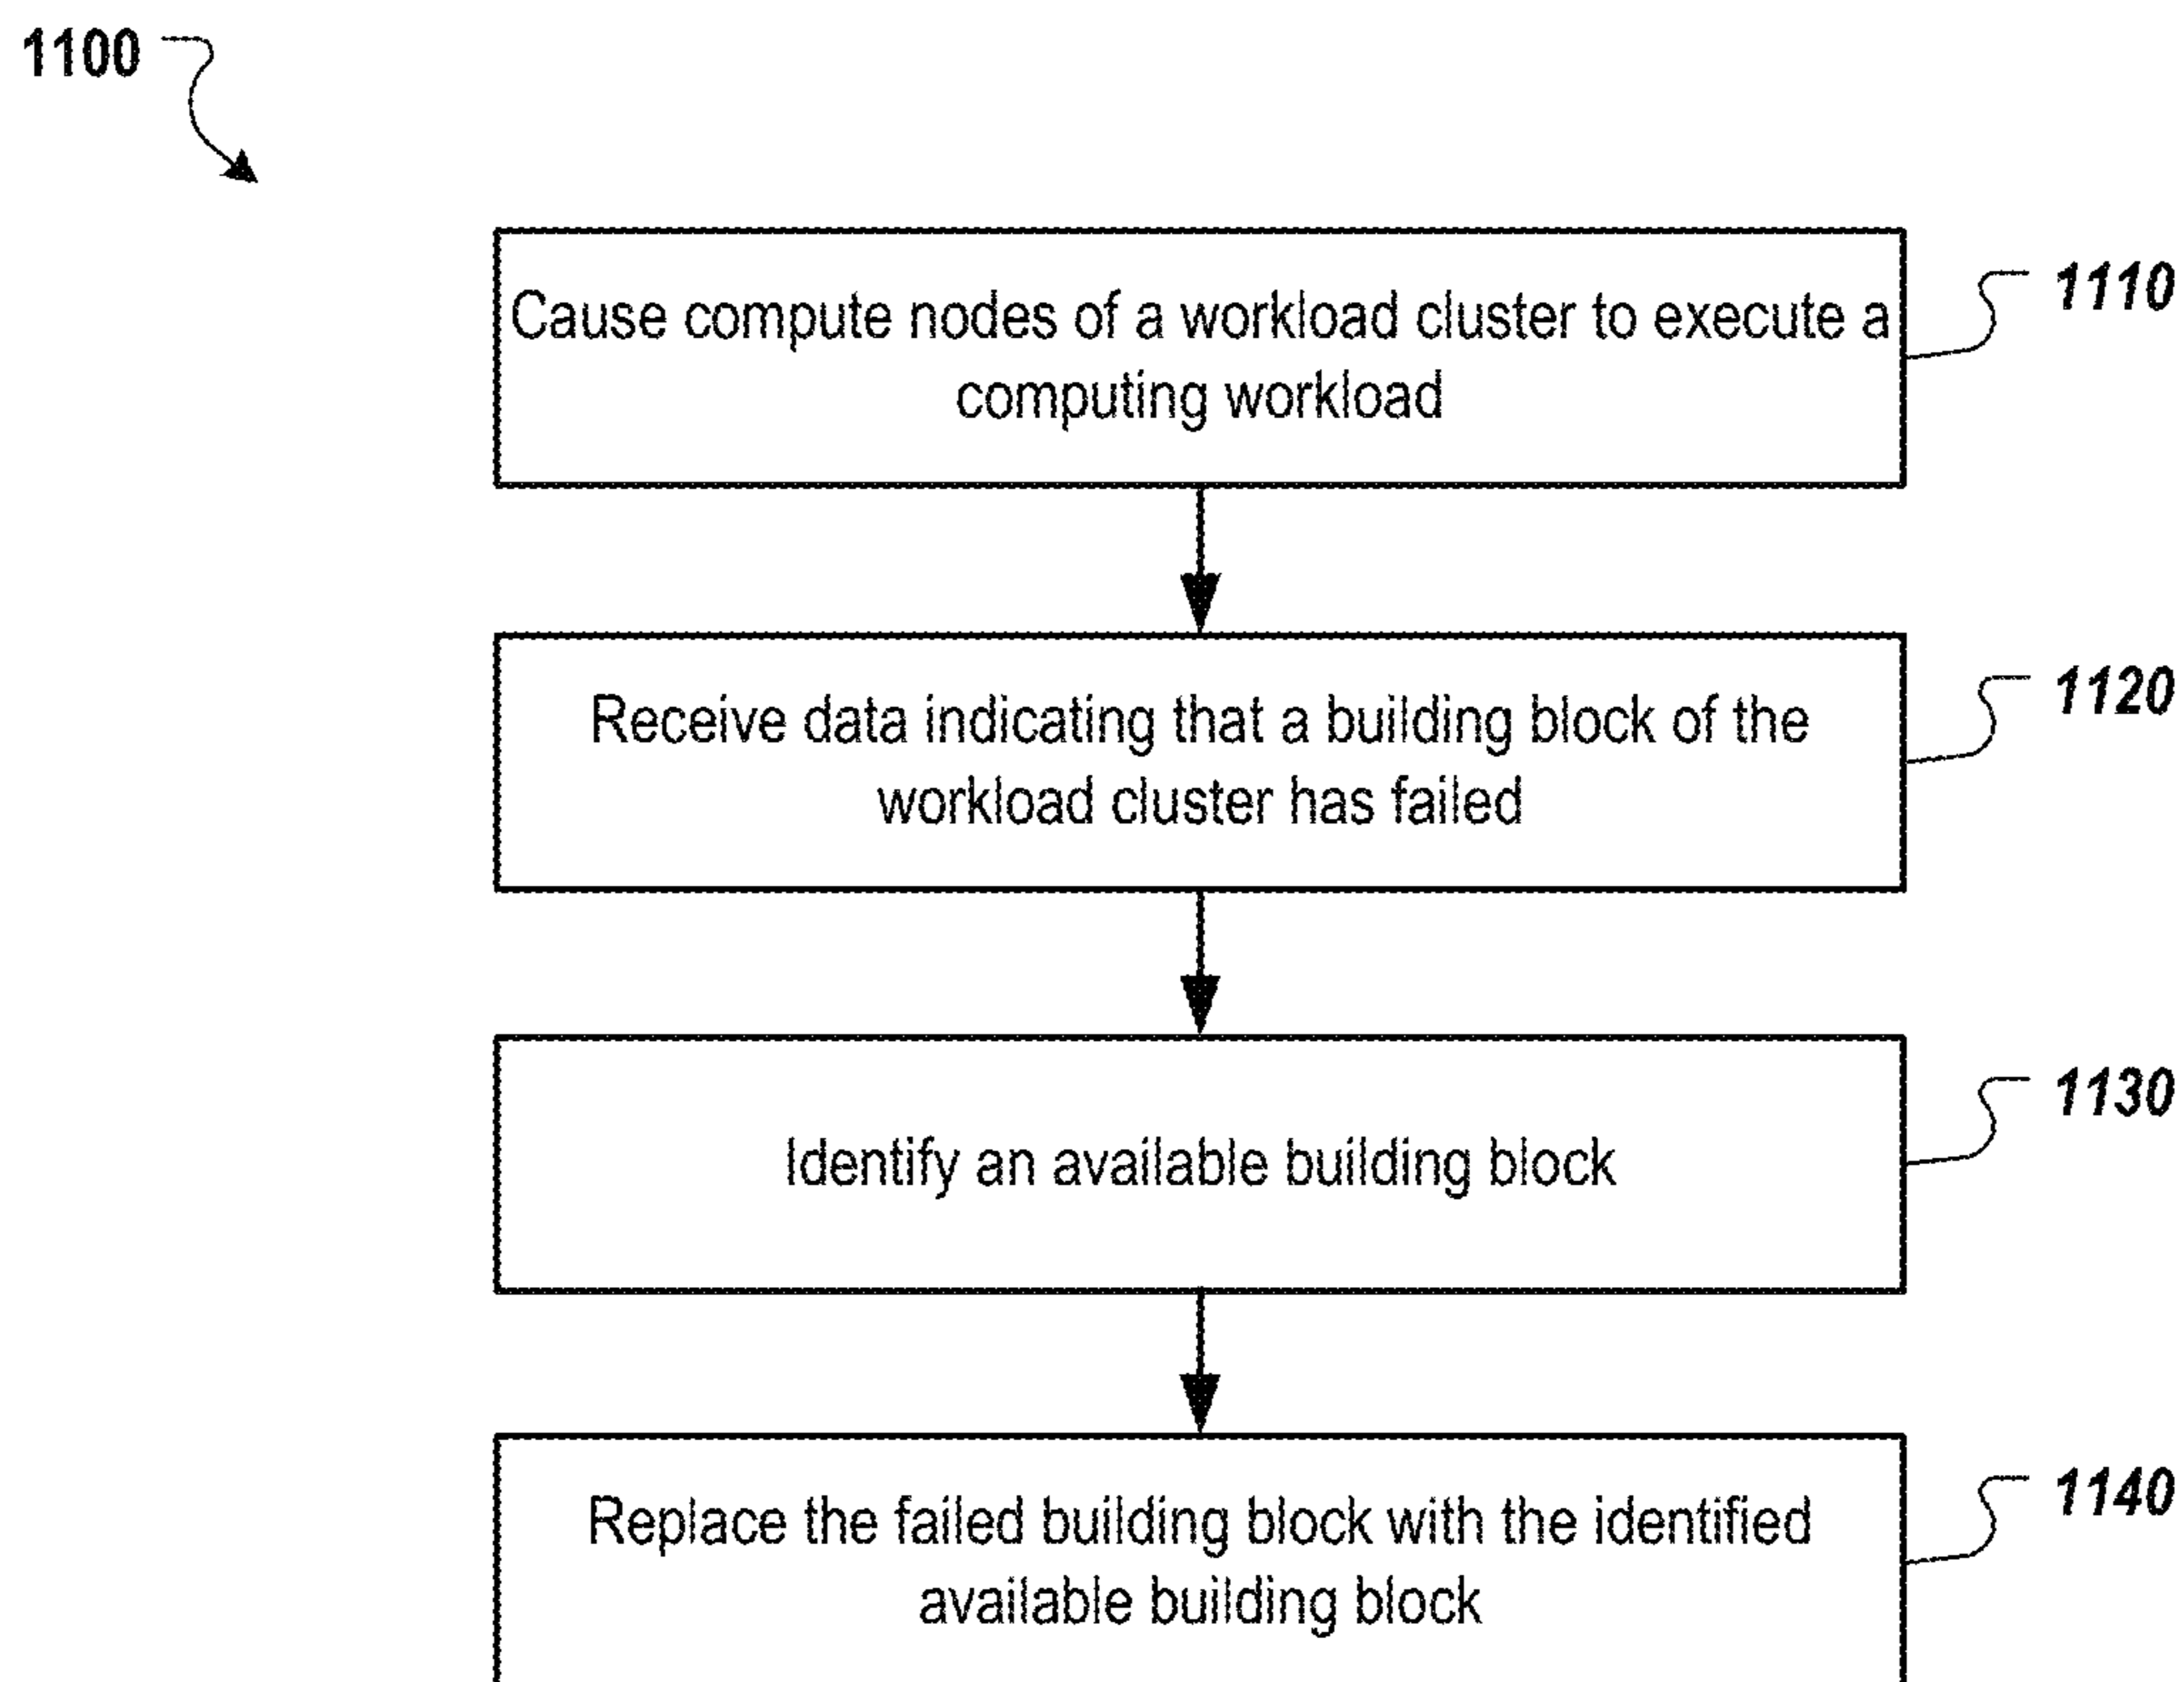 1100
Cause compute nodes of a workload cluster to execute a
computing workload
1110
Receive data indicating that a building block of the
workload cluster has failed
1120
Identify an available building block
1130
Replace the failed building block with the identified
available building block
1140